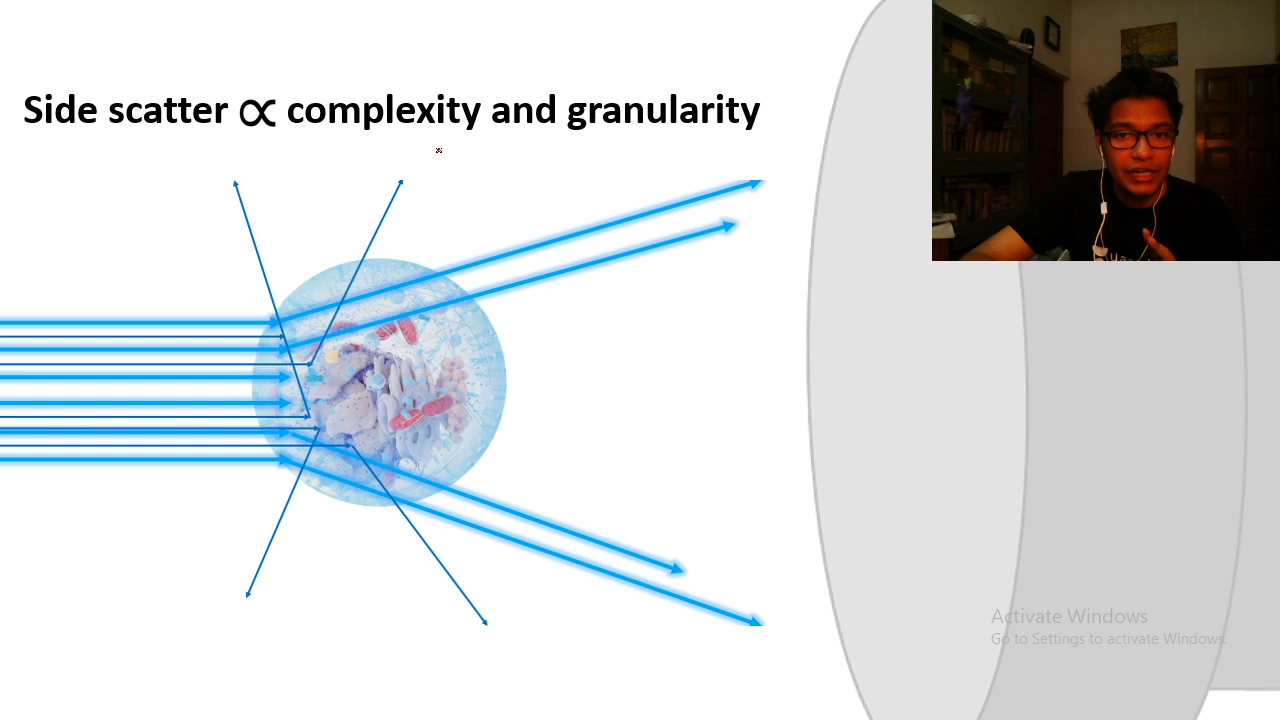 Side scatter ∝ complexity and granularity
Activate Windows
Go to Settings to activate Windows.